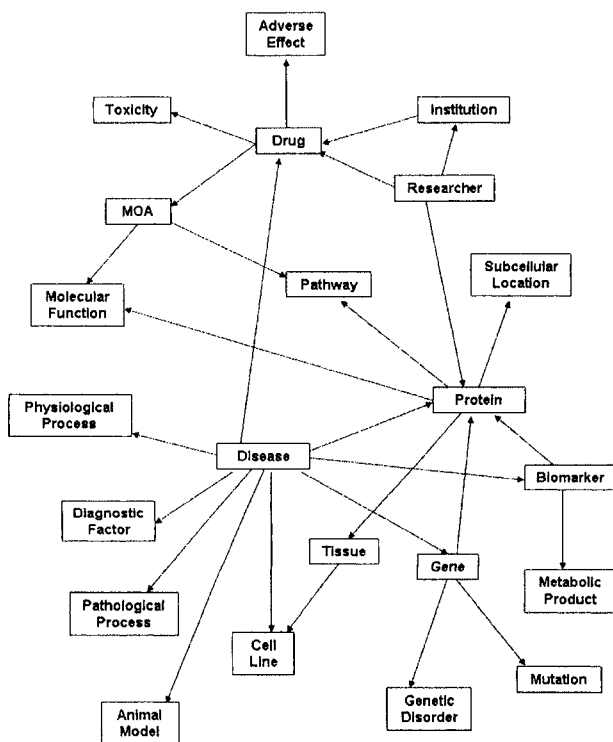 Adverse
Effect
Toxicity
Institution
Drug
Researcher
MOA
Subcellular
Location
Molecular
Function
Pathway
Physiological
Process
Protein
Disease
Biomarker
Diagnostic
Factor
Tissue
Gene
Pathological
Process
Metabolic
Product
Cell
Line
Mutation
Animal
Model
Genetic
Disorder